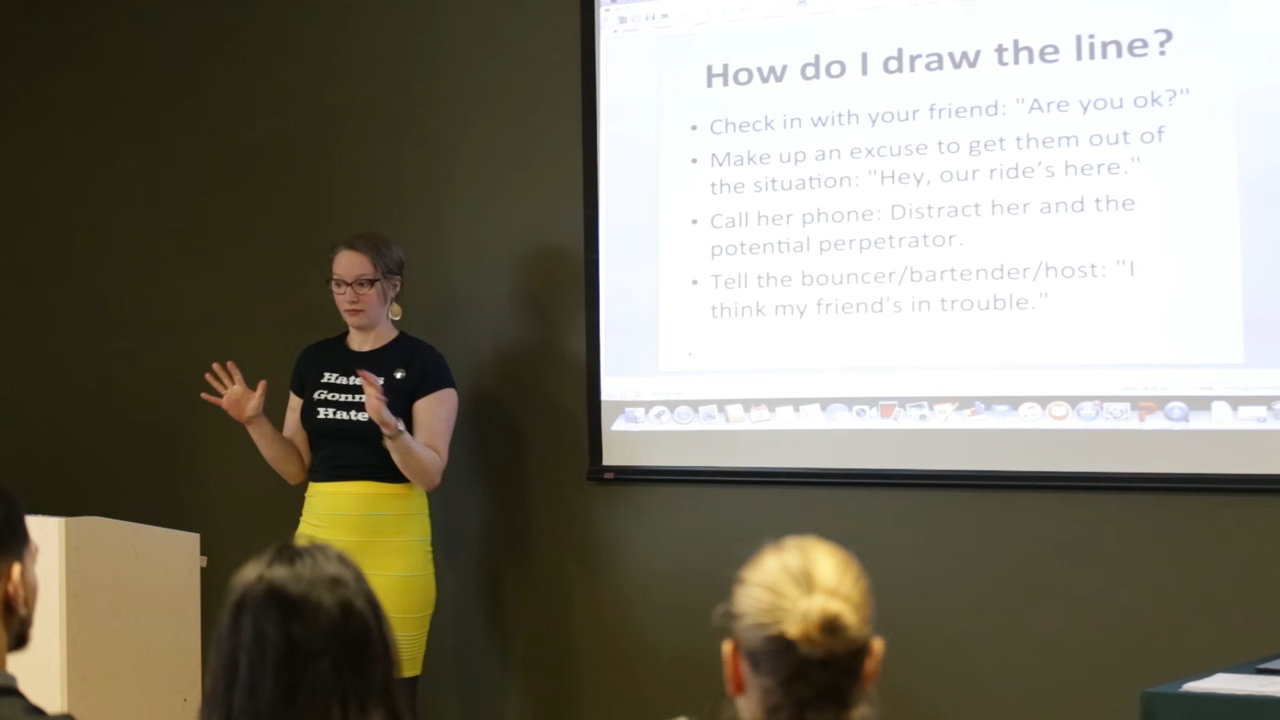 How do I draw the line?
• Check in with your friend: "Are you ok?"
• Make up an excuse to get them out of
the situation: "Hey, our ride's here."
• Call her phone: Distract her and the
potential perpetrator.
• Tell the bouncer/bartender/host: "I
think my friend's in trouble."
Hate
Gonn
Hate